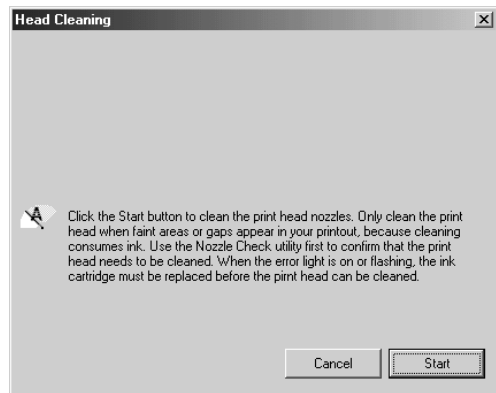 Head Cleaning
Click the Start button to clean the print head nozzles. Only clean the print
head when faint areas or gaps appear in your printout, because cleaning
consumes ink. Use the Nozzle Check utility first to confirm that the print
head needs to be cleaned. When the error light is on or flashing, the ink
cartridge must be replaced before the pirnt head can be cleaned.
Cancel Start